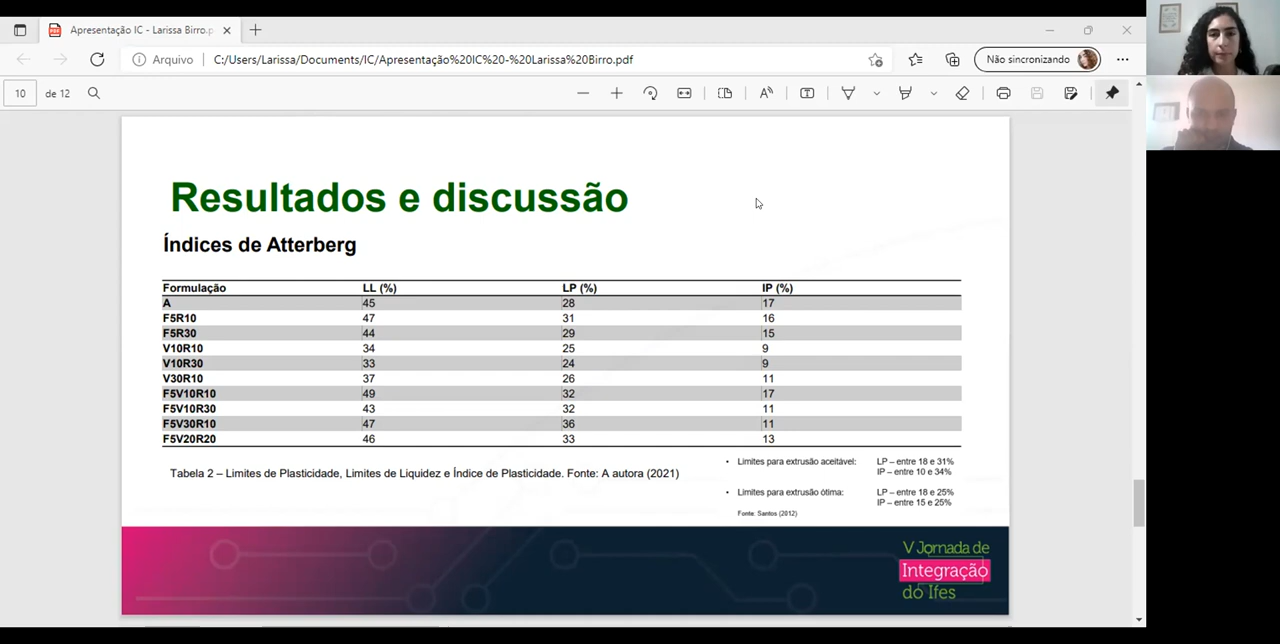 Apresentação IC - Larissa Birro.p
Arquivo
C:/Users/Larissa/Documents/IC/Apresentação%20IC%20-%20Larissa%20Birro.pdf
Não sincronizando
10 de 12
Resultados e discussão
Índices de Atterberg
Formulação LL (%) LP (%) IP (%)
A 45 28 17
F5R10 47 31 16
F5R30 44 29 15
V10R10 34 25 9
V10R30 33 24 9
V30R10 37 26 11
F5V10R10 49 32 17
F5V10R30 43 32 11
F5V30R10 47 36 11
F5V20R20 46 33 13
Tabela 2 – Limites de Plasticidade, Limites de Liquidez e Índice de Plasticidade. Fonte: A autora (2021)
• Limites para extrusão aceitável: LP – entre 18 e 31%
IP – entre 10 e 34%
• Limites para extrusão ótima: LP – entre 18 e 25%
IP – entre 15 e 25%
Fonte: Santos (2012)
V Jornada de
Integração
do Ifes